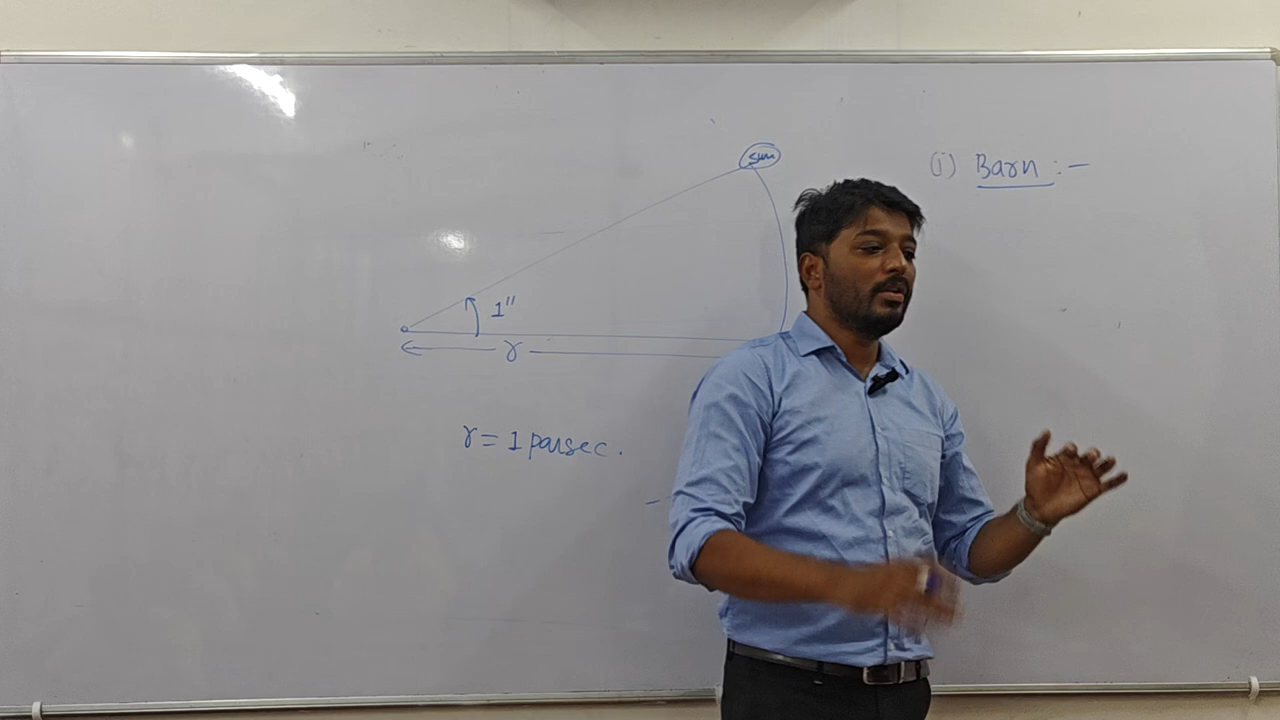 sun
1"
r
r = 1 parsec.
(i) Barn :-